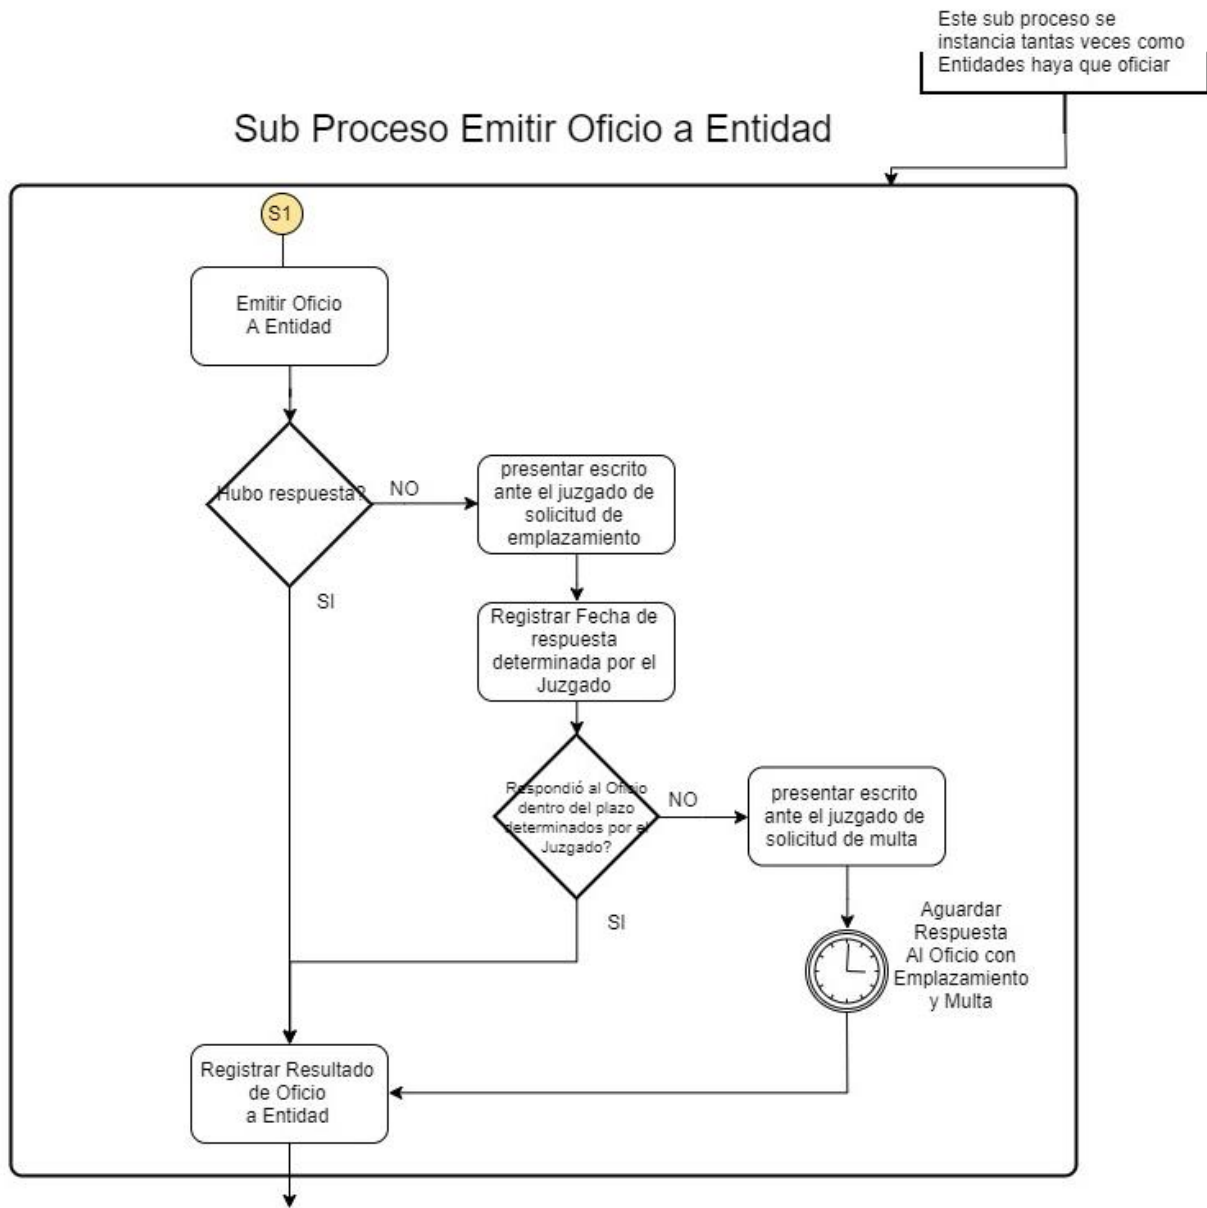 Este sub proceso se
instancia tantas veces como
Entidades haya que oficiar
Sub Proceso Emitir Oficio a Entidad
S1
Emitir Oficio
A Entidad
Hubo respuesta?
NO
presentar escrito
ante el juzgado de
solicitud de
emplazamiento
SI
Registrar Fecha de
respuesta
determinada por el
Juzgado
Respondió al Oficio
dentro del plazo
determinados por el
Juzgado?
NO
presentar escrito
ante el juzgado de
solicitud de multa
SI
Aguardar
Respuesta
Al Oficio con
Emplazamiento
y Multa
Registrar Resultado
de Oficio
a Entidad